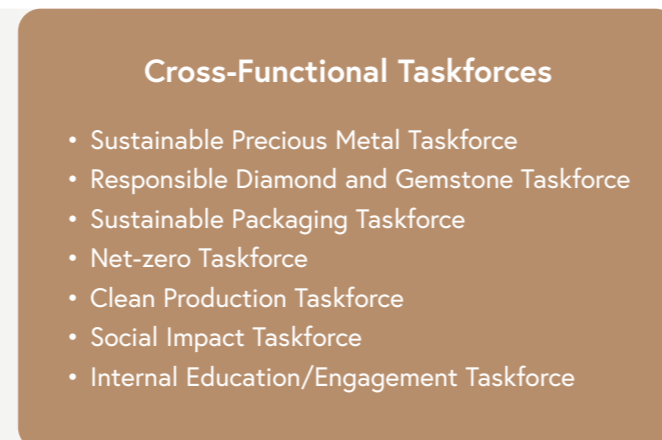 Cross-Functional Taskforces
• Sustainable Precious Metal Taskforce
• Responsible Diamond and Gemstone Taskforce
• Sustainable Packaging Taskforce
• Net-zero Taskforce
• Clean Production Taskforce
• Social Impact Taskforce
• Internal Education/Engagement Taskforce